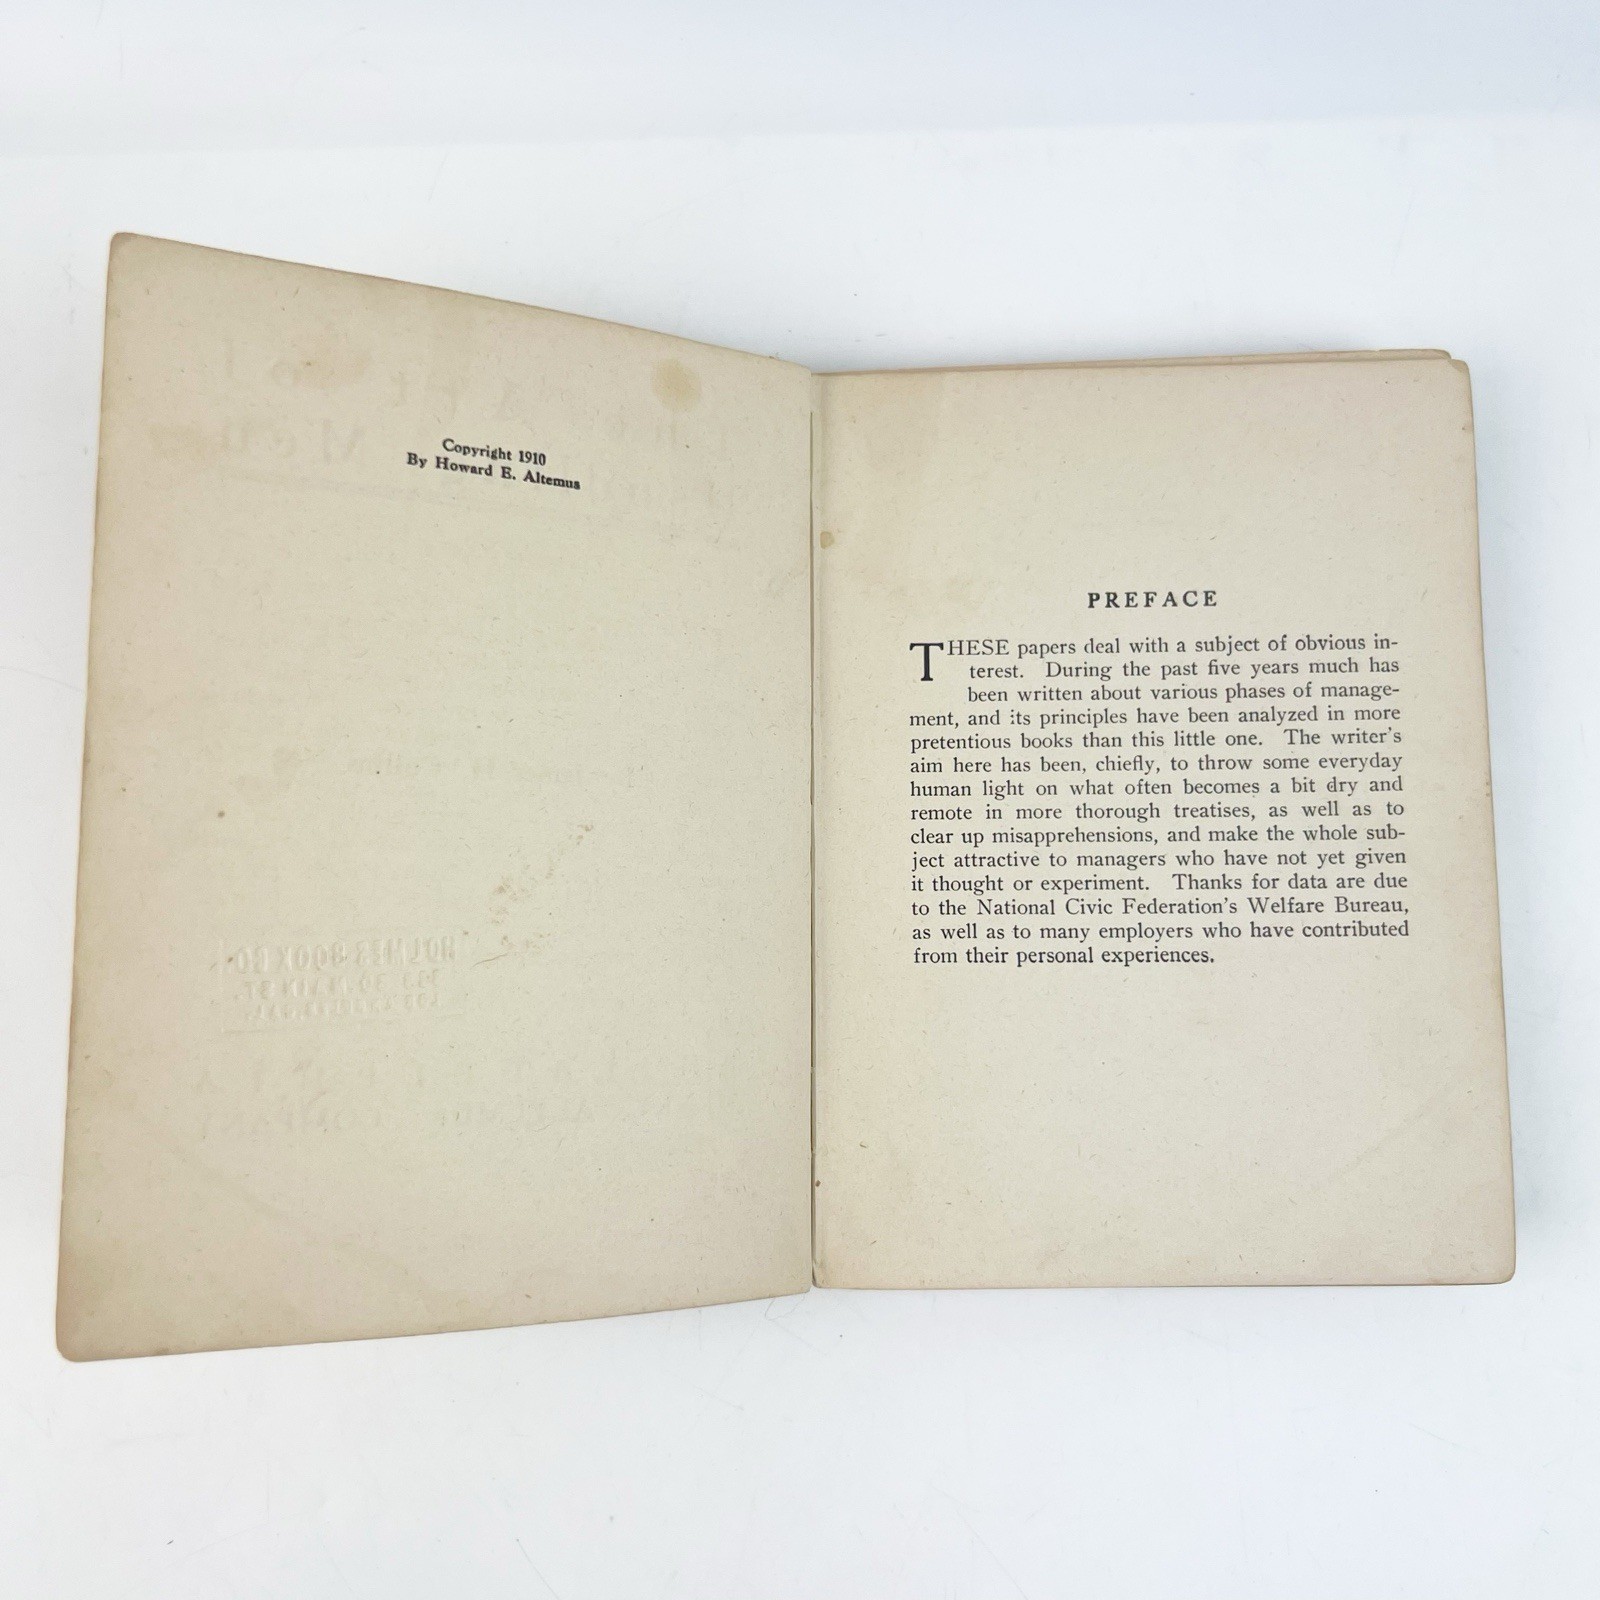 Copyright 1910
By Howard E. Altemus
HOLMES BOOK CO.
MAIN ST.
PREFACE
THESE papers deal with a subject of obvious in-
terest. During the past five years much has
been written about various phases of manage-
ment, and its principles have been analyzed in more
pretentious books than this little one. The writer's
aim here has been, chiefly, to throw some everyday
human light on what often becomes a bit dry and
remote in more thorough treatises, as well as to
clear up misapprehensions, and make the whole sub-
ject attractive to managers who have not yet given
it thought or experiment. Thanks for data are due
to the National Civic Federation's Welfare Bureau,
as well as to many employers who have contributed
from their personal experiences.